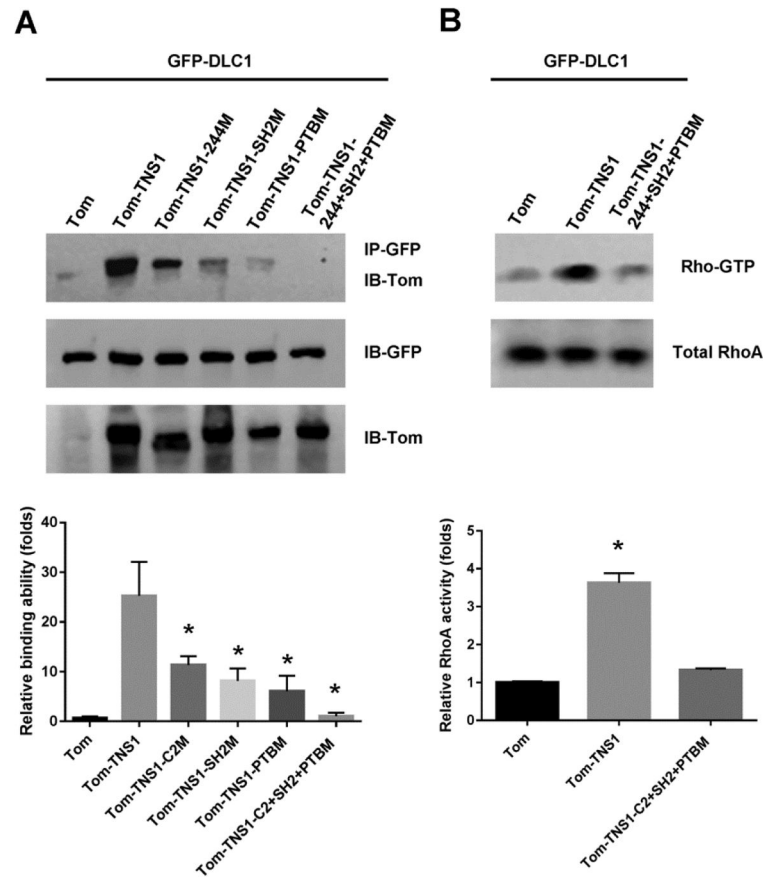 A
GFP-DLC1
Tom
Tom-TNS1
Tom-TNS1-244M
Tom-TNS1-SH2M
Tom-TNS1-PTBM
Tom-TNS1-
244+SH2+PTBM
IP-GFP
IB-Tom
IB-GFP
IB-Tom
Relative binding ability (folds)
40
30
20
10
0
*
*
*
*
Tom
Tom-TNS1
Tom-TNS1-C2M
Tom-TNS1-SH2M
Tom-TNS1-PTBM
Tom-TNS1-C2+SH2+PTBM
B
GFP-DLC1
Tom
Tom-TNS1
Tom-TNS1-
244+SH2+PTBM
Rho-GTP
Total RhoA
Relative RhoA activity (folds)
5
4
3
2
1
0
*
Tom
Tom-TNS1
Tom-TNS1-C2+SH2+PTBM